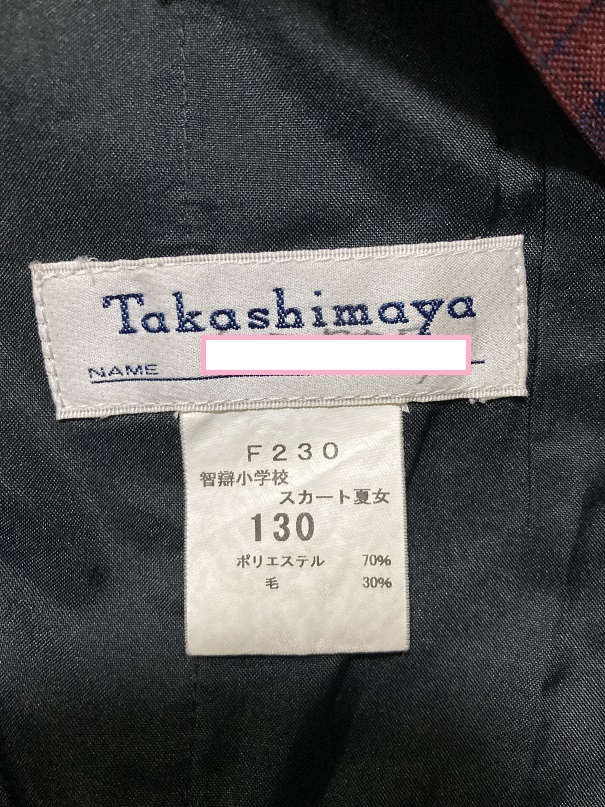 Takashimaya
NAME
F230
智辯小学校
スカート夏女
130
ポリエステル 70%
毛 30%